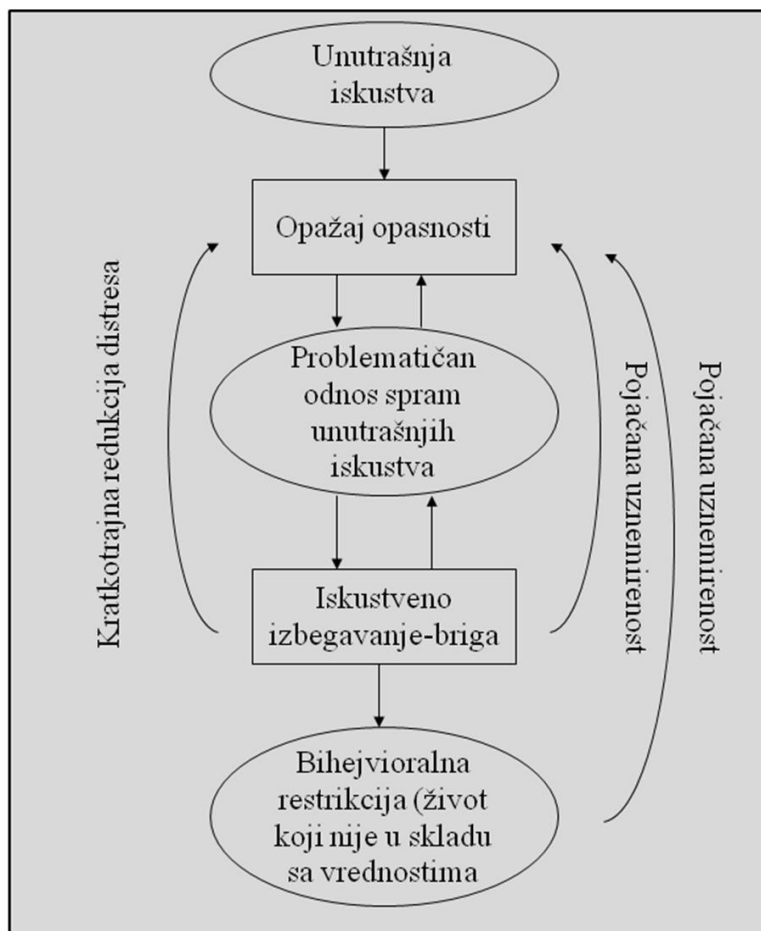 Unutrašnja
iskustva
Opažaj opasnosti
Problematičan
odnos spram
unutrašnjih
iskustva
Iskustveno
izbegavanje-briga
Bihejvioralna
restrikcija (život
koji nije u skladu
sa vrednostima
Kratkotrajna redukcija distresa
Pojačana uznemirenost
Pojačana uznemirenost